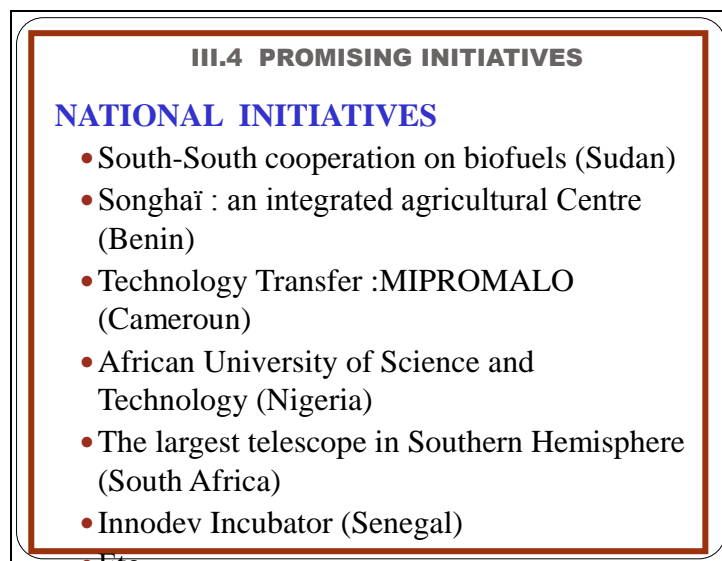 III.4 PROMISING INITIATIVES
NATIONAL INITIATIVES
• South-South cooperation on biofuels (Sudan)
• Songhaï : an integrated agricultural Centre
(Benin)
• Technology Transfer :MIPROMALO
(Cameroun)
• African University of Science and
Technology (Nigeria)
• The largest telescope in Southern Hemisphere
(South Africa)
• Innodev Incubator (Senegal)
• Etc